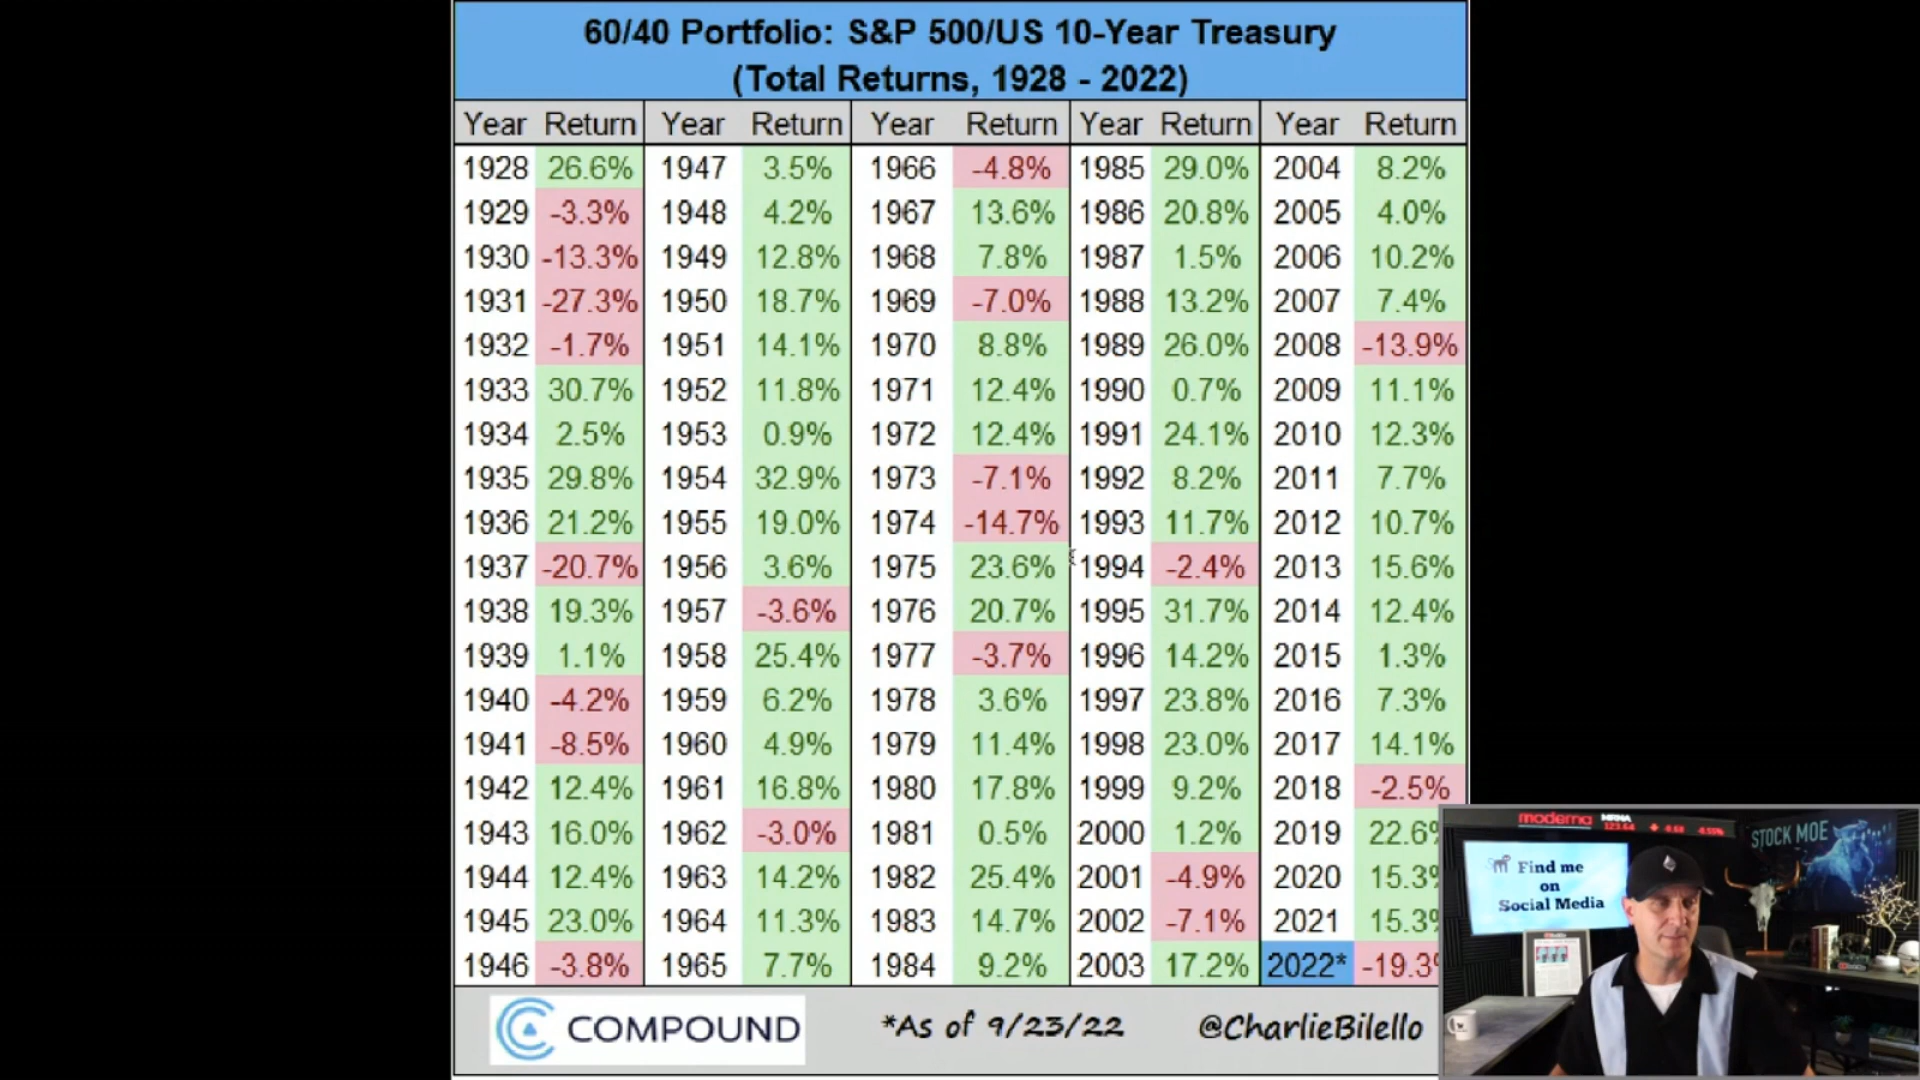 60/40 Portfolio: S&P 500/US 10-Year Treasury
(Total Returns, 1928 - 2022)
Year Return Year Return Year Return Year Return Year Return
1928 26.6% 1947 3.5% 1966 -4.8% 1985 29.0% 2004 8.2%
1929 -3.3% 1948 4.2% 1967 13.6% 1986 20.8% 2005 4.0%
1930 -13.3% 1949 12.8% 1968 7.8% 1987 1.5% 2006 10.2%
1931 -27.3% 1950 18.7% 1969 -7.0% 1988 13.2% 2007 7.4%
1932 -1.7% 1951 14.1% 1970 8.8% 1989 26.0% 2008 -13.9%
1933 30.7% 1952 11.8% 1971 12.4% 1990 0.7% 2009 11.1%
1934 2.5% 1953 0.9% 1972 12.4% 1991 24.1% 2010 12.3%
1935 29.8% 1954 32.9% 1973 -7.1% 1992 8.2% 2011 7.7%
1936 21.2% 1955 19.0% 1974 -14.7% 1993 11.7% 2012 10.7%
1937 -20.7% 1956 3.6% 1975 23.6% 1994 -2.4% 2013 15.6%
1938 19.3% 1957 -3.6% 1976 20.7% 1995 31.7% 2014 12.4%
1939 1.1% 1958 25.4% 1977 -3.7% 1996 14.2% 2015 1.3%
1940 -4.2% 1959 6.2% 1978 3.6% 1997 23.8% 2016 7.3%
1941 -8.5% 1960 4.9% 1979 11.4% 1998 23.0% 2017 14.1%
1942 12.4% 1961 16.8% 1980 17.8% 1999 9.2% 2018 -2.5%
1943 16.0% 1962 -3.0% 1981 0.5% 2000 1.2% 2019 22.6%
1944 12.4% 1963 14.2% 1982 25.4% 2001 -4.9% 2020 15.3%
1945 23.0% 1964 11.3% 1983 14.7% 2002 -7.1% 2021 15.3%
1946 -3.8% 1965 7.7% 1984 9.2% 2003 17.2% 2022* -19.3%
COMPOUND *As of 9/23/22 @CharlieBilello
moderna MRNA
STOCK MOE
Find me
on
Social Media